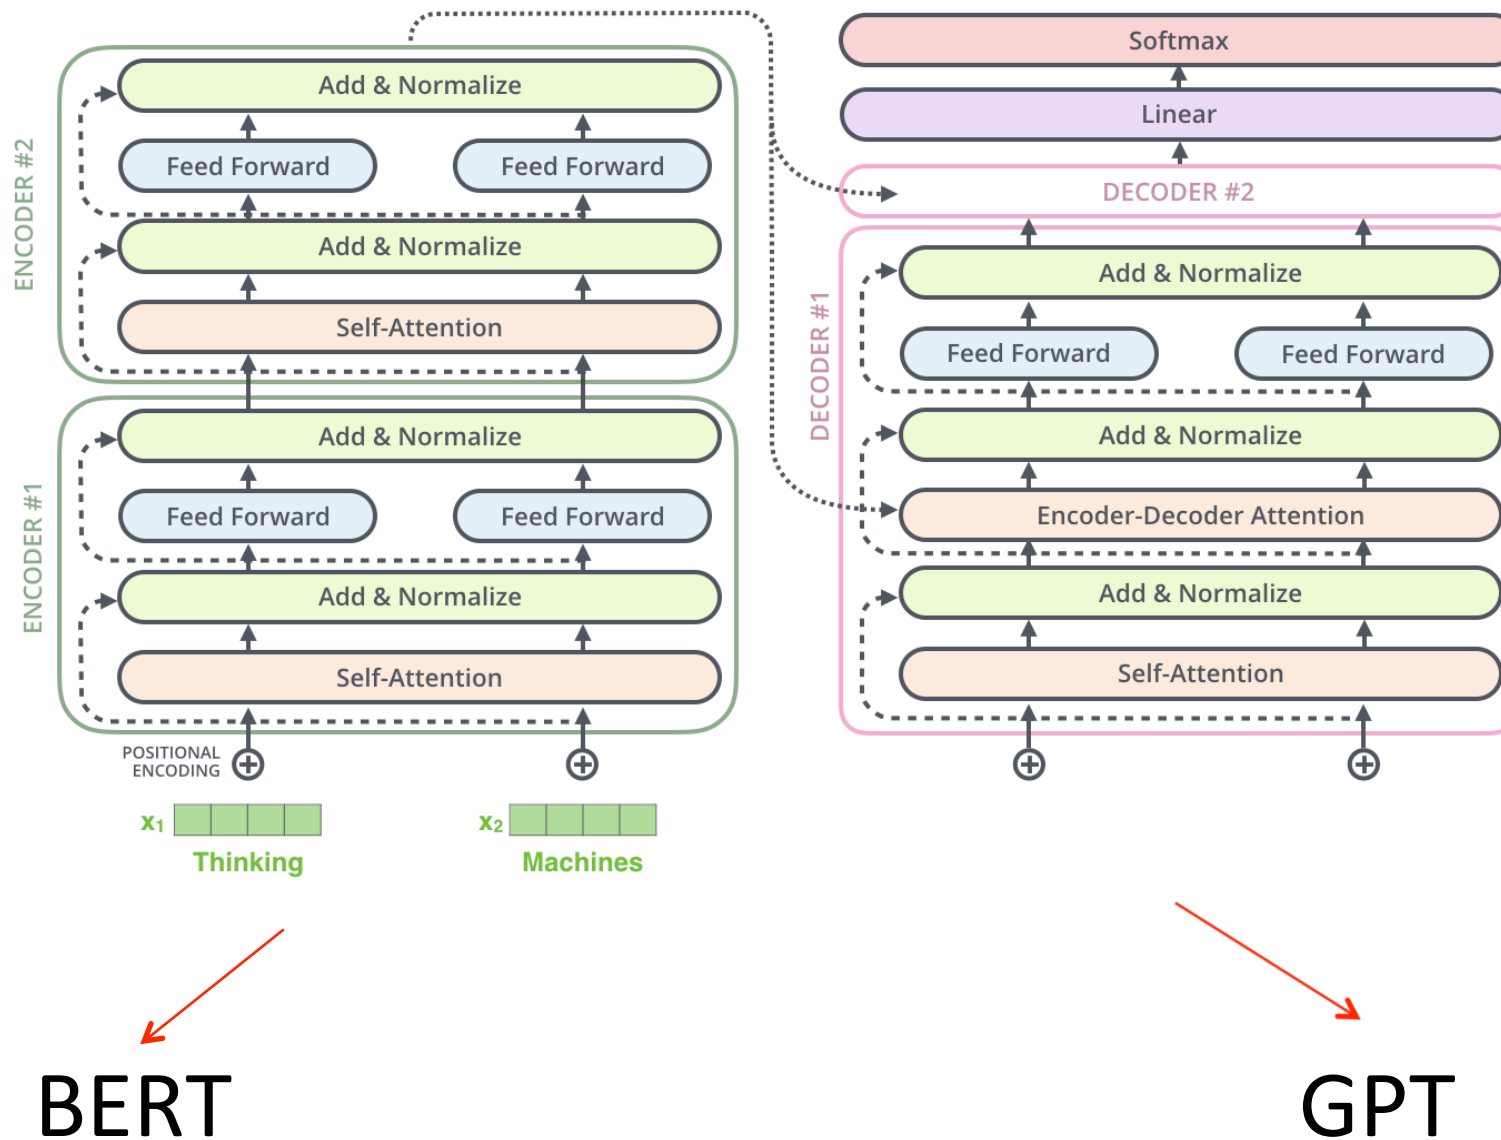 ENCODER #2
Add & Normalize
Feed Forward
Feed Forward
Add & Normalize
Self-Attention
ENCODER #1
Add & Normalize
Feed Forward
Feed Forward
Add & Normalize
Self-Attention
POSITIONAL
ENCODING
x1
x2
Thinking
Machines
Softmax
Linear
DECODER #2
DECODER #1
Add & Normalize
Feed Forward
Feed Forward
Add & Normalize
Encoder-Decoder Attention
Add & Normalize
Self-Attention
BERT
GPT